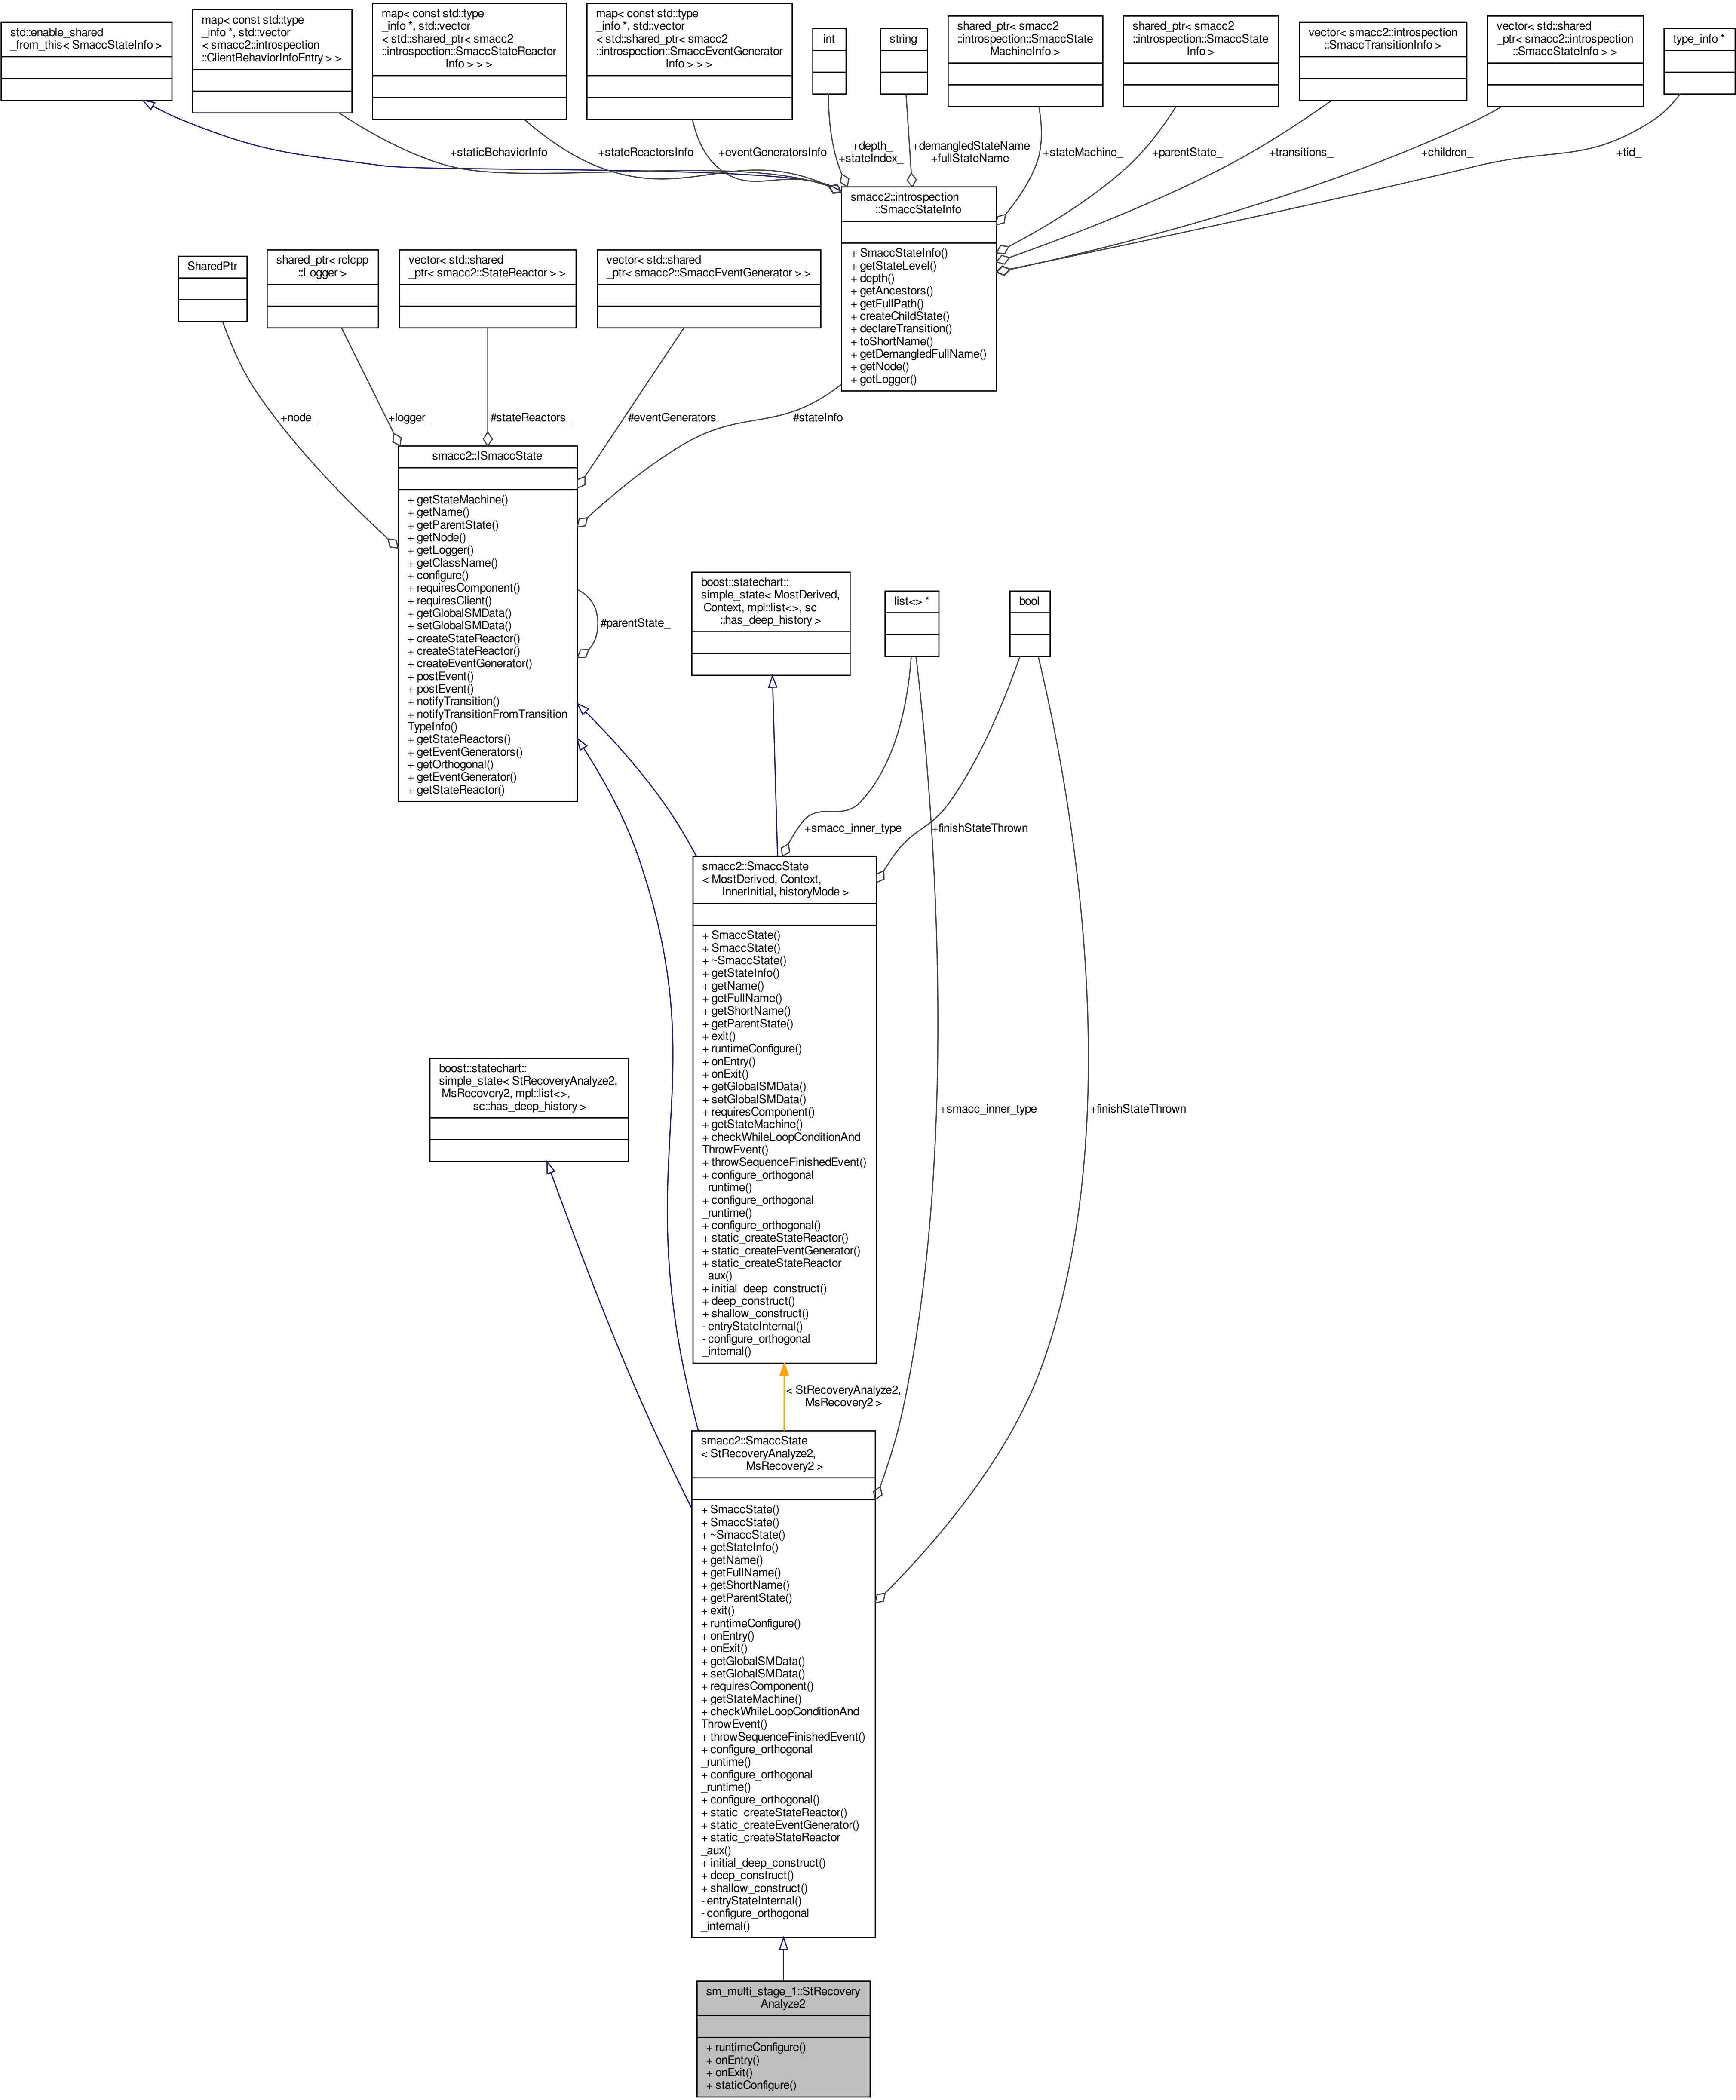 std::enable_shared
_from_this< SmaccStateInfo >
map< const std::type
_info *, std::vector
< smacc2::introspection
::ClientBehaviorInfoEntry > >
map< const std::type
_info *, std::vector
< std::shared_ptr< smacc2
::introspection::SmaccStateReactor
Info > > >
map< const std::type
_info *, std::vector
< std::shared_ptr< smacc2
::introspection::SmaccEventGenerator
Info > > >
int
string
shared_ptr< smacc2
::introspection::SmaccState
MachineInfo >
shared_ptr< smacc2
::introspection::SmaccState
Info >
vector< smacc2::introspection
::SmaccTransitionInfo >
vector< std::shared
_ptr< smacc2::introspection
::SmaccStateInfo > >
type_info *
+staticBehaviorInfo
+stateReactorsInfo
+eventGeneratorsInfo
+depth_
+stateIndex_
+demangledStateName
+fullStateName
+stateMachine_
+parentState_
+transitions_
+children_
+tid_
smacc2::introspection
::SmaccStateInfo
+ SmaccStateInfo()
+ getStateLevel()
+ depth()
+ getAncestors()
+ getFullPath()
+ createChildState()
+ declareTransition()
+ toShortName()
+ getDemangledFullName()
+ getNode()
+ getLogger()
SharedPtr
shared_ptr< rclcpp
::Logger >
vector< std::shared
_ptr< smacc2::StateReactor > >
vector< std::shared
_ptr< smacc2::SmaccEventGenerator > >
+node_
+logger_
#stateReactors_
#eventGenerators_
#stateInfo_
smacc2::ISmaccState
+ getStateMachine()
+ getName()
+ getParentState()
+ getNode()
+ getLogger()
+ getClassName()
+ configure()
+ requiresComponent()
+ requiresClient()
+ getGlobalSMData()
+ setGlobalSMData()
+ createStateReactor()
+ createStateReactor()
+ createEventGenerator()
+ postEvent()
+ postEvent()
+ notifyTransition()
+ notifyTransitionFromTransition
TypeInfo()
+ getStateReactors()
+ getEventGenerators()
+ getOrthogonal()
+ getEventGenerator()
+ getStateReactor()
#parentState_
boost::statechart::
simple_state< MostDerived,
Context, mpl::list<>, sc
::has_deep_history >
list<> *
bool
+smacc_inner_type
+finishStateThrown
smacc2::SmaccState
< MostDerived, Context,
InnerInitial, historyMode >
+ SmaccState()
+ SmaccState()
+ ~SmaccState()
+ getStateInfo()
+ getName()
+ getFullName()
+ getShortName()
+ getParentState()
+ exit()
+ runtimeConfigure()
+ onEntry()
+ onExit()
+ getGlobalSMData()
+ setGlobalSMData()
+ requiresComponent()
+ getStateMachine()
+ checkWhileLoopConditionAnd
ThrowEvent()
+ throwSequenceFinishedEvent()
+ configure_orthogonal
_runtime()
+ configure_orthogonal
_runtime()
+ configure_orthogonal()
+ static_createStateReactor()
+ static_createEventGenerator()
+ static_createStateReactor
_aux()
+ initial_deep_construct()
+ deep_construct()
+ shallow_construct()
- entryStateInternal()
- configure_orthogonal
_internal()
boost::statechart::
simple_state< StRecoveryAnalyze2,
MsRecovery2, mpl::list<>,
sc::has_deep_history >
+smacc_inner_type
+finishStateThrown
< StRecoveryAnalyze2,
MsRecovery2 >
smacc2::SmaccState
< StRecoveryAnalyze2,
MsRecovery2 >
+ SmaccState()
+ SmaccState()
+ ~SmaccState()
+ getStateInfo()
+ getName()
+ getFullName()
+ getShortName()
+ getParentState()
+ exit()
+ runtimeConfigure()
+ onEntry()
+ onExit()
+ getGlobalSMData()
+ setGlobalSMData()
+ requiresComponent()
+ getStateMachine()
+ checkWhileLoopConditionAnd
ThrowEvent()
+ throwSequenceFinishedEvent()
+ configure_orthogonal
_runtime()
+ configure_orthogonal
_runtime()
+ configure_orthogonal()
+ static_createStateReactor()
+ static_createEventGenerator()
+ static_createStateReactor
_aux()
+ initial_deep_construct()
+ deep_construct()
+ shallow_construct()
- entryStateInternal()
- configure_orthogonal
_internal()
sm_multi_stage_1::StRecovery
Analyze2
+ runtimeConfigure()
+ onEntry()
+ onExit()
+ staticConfigure()